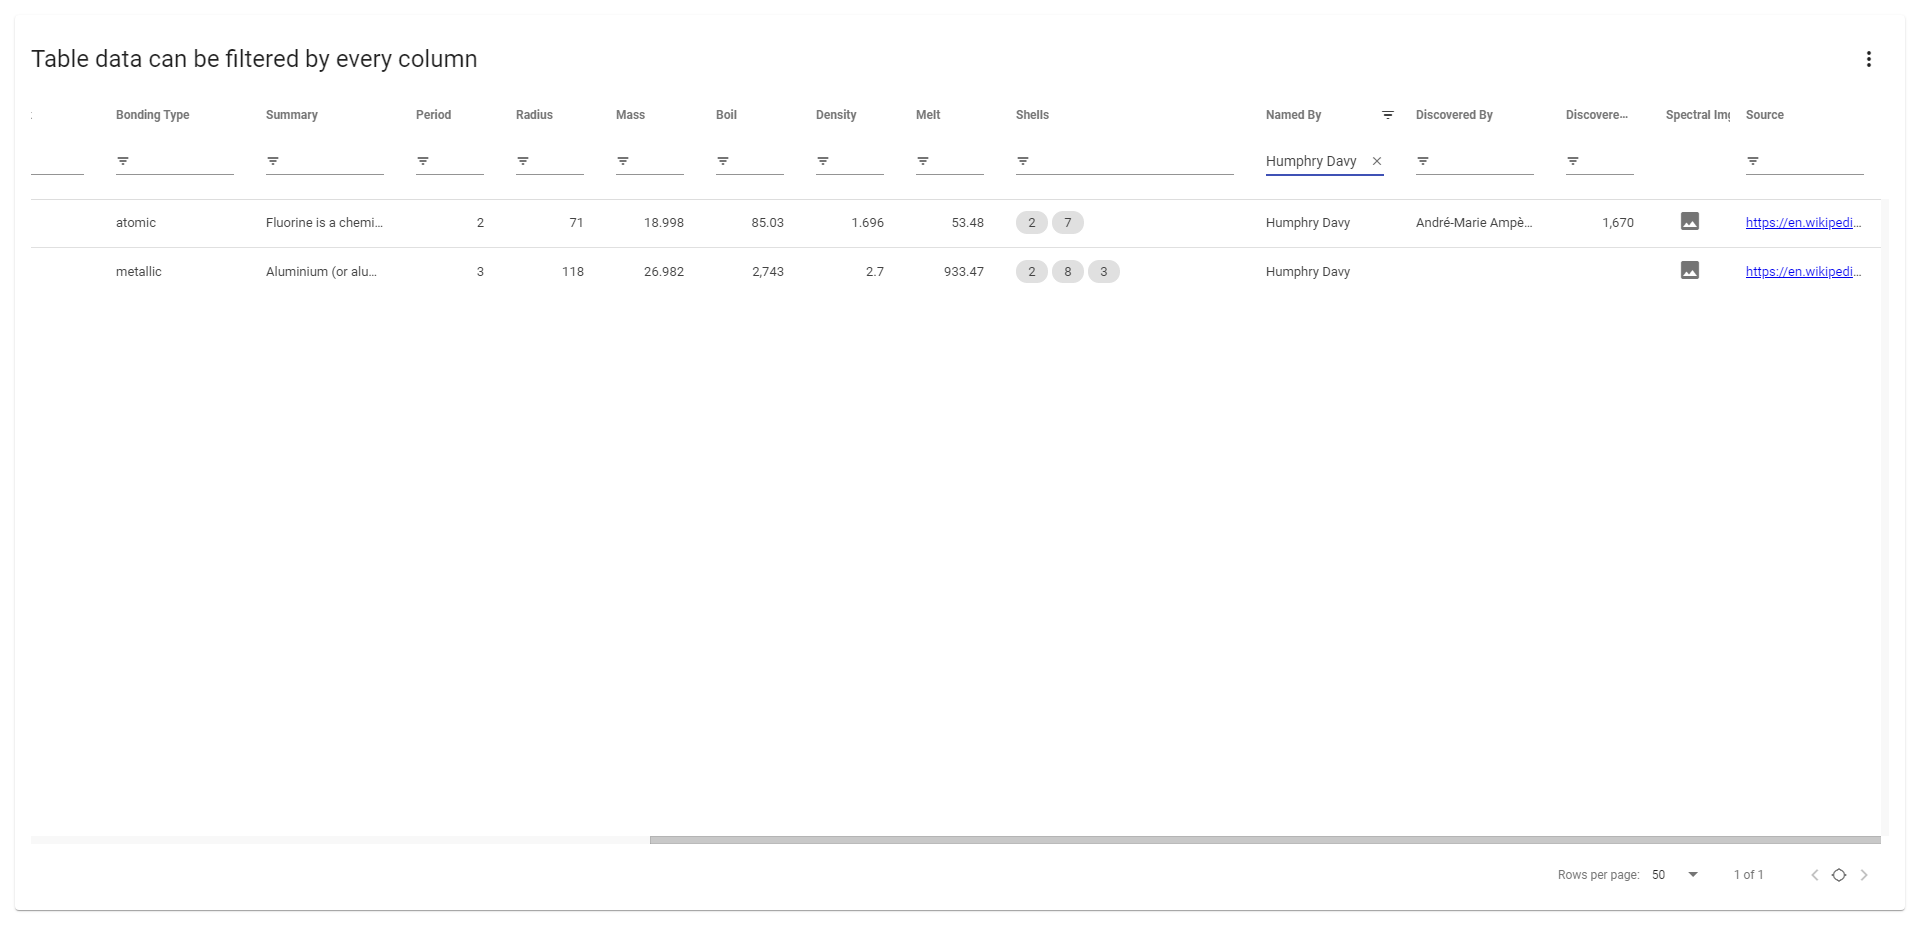 Table data can be filtered by every column
Bonding Type Summary Period Radius Mass Boil Density Melt Shells Named By Discovered By Discovere... Spectral Img Source
Humphry Davy
atomic Fluorine is a chemi... 2 71 18.998 85.03 1.696 53.48 2 7 Humphry Davy André-Marie Ampè... 1,670 https://en.wikipedi...
metallic Aluminium (or alu... 3 118 26.982 2,743 2.7 933.47 2 8 3 Humphry Davy https://en.wikipedi...
Rows per page: 50 1 of 1